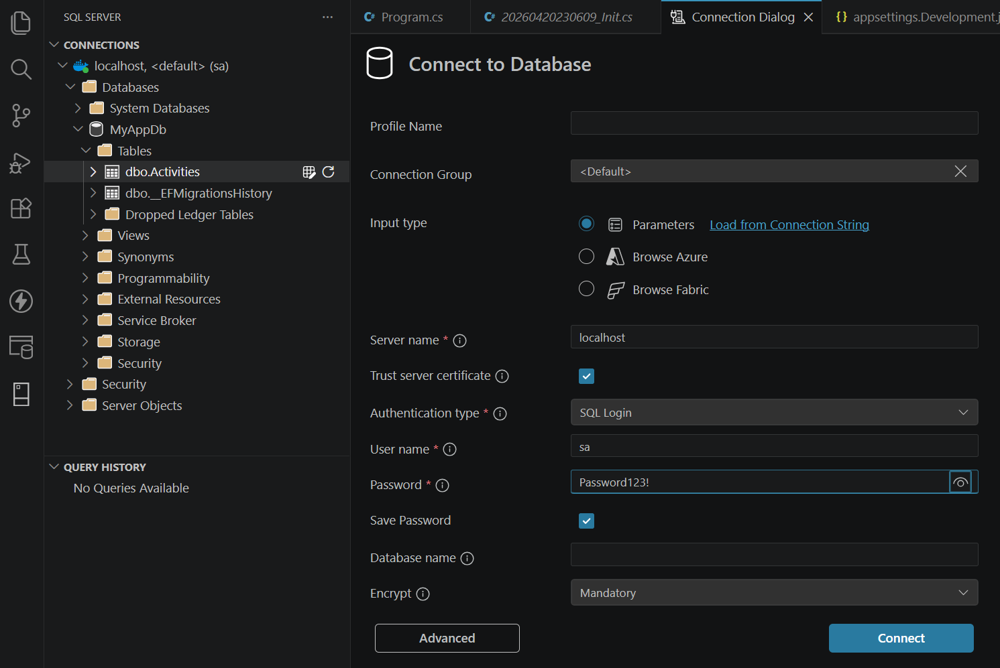 SQL SERVER
CONNECTIONS
localhost, <default> (sa)
Databases
System Databases
MyAppDb
Tables
dbo.Activities
dbo.__EFMigrationsHistory
Dropped Ledger Tables
Views
Synonyms
Programmability
External Resources
Service Broker
Storage
Security
Security
Server Objects
QUERY HISTORY
No Queries Available
C# Program.cs
C# 20260420230609_Init.cs
Connection Dialog
{} appsettings.Development.j
Connect to Database
Profile Name
Connection Group
<Default>
Input type
Parameters Load from Connection String
Browse Azure
Browse Fabric
Server name *
localhost
Trust server certificate
Authentication type *
SQL Login
User name *
sa
Password *
Password123!
Save Password
Database name
Encrypt
Mandatory
Advanced
Connect